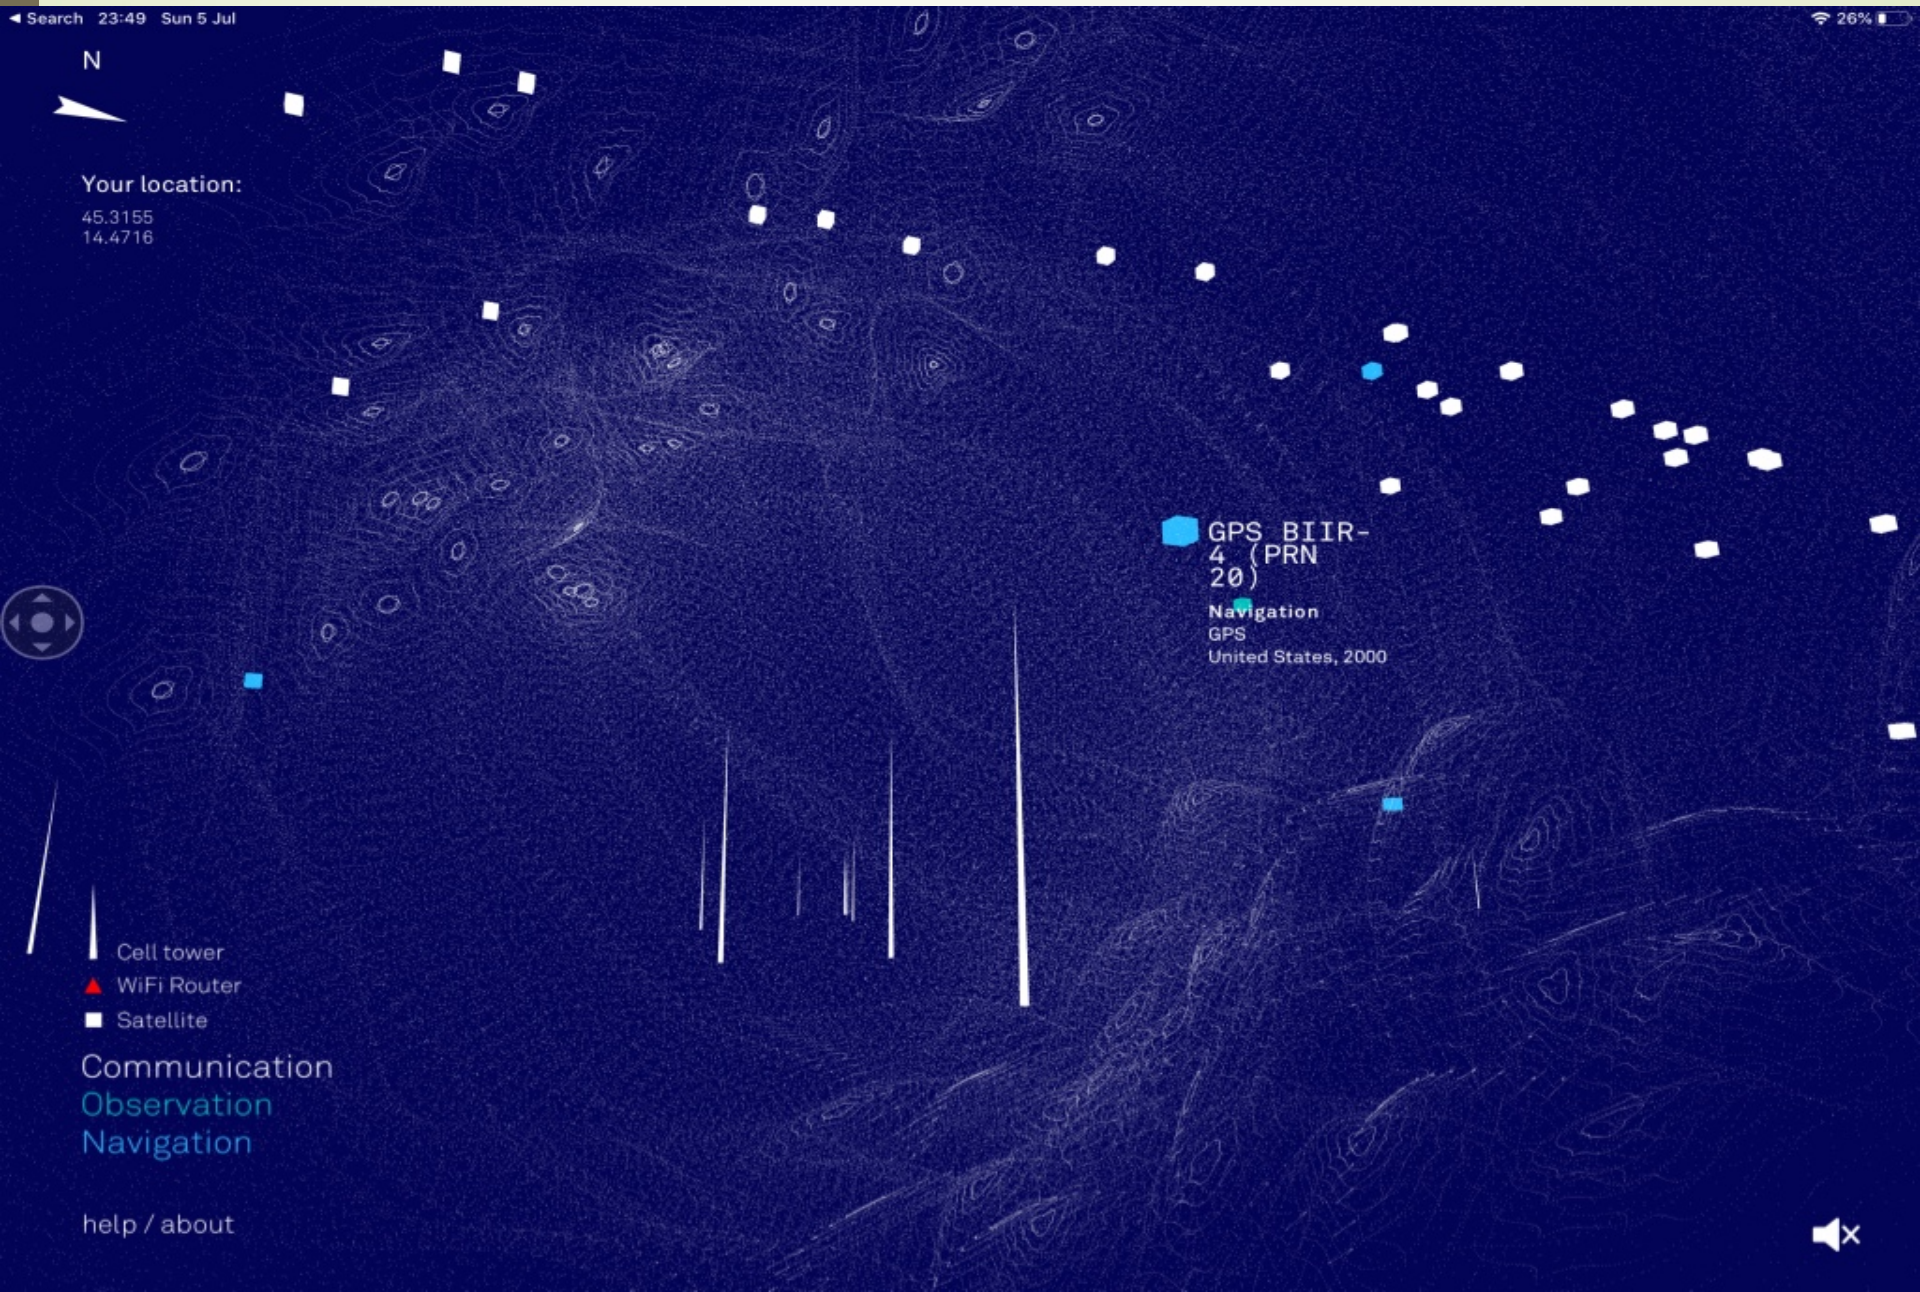 Search 23:49 Sun 5 Jul
26%
N
Your location:
45.3155
14.4716
GPS BIIR-
4 (PRN
20)
Navigation
GPS
United States, 2000
Cell tower
WiFi Router
Satellite
Communication
Observation
Navigation
help / about